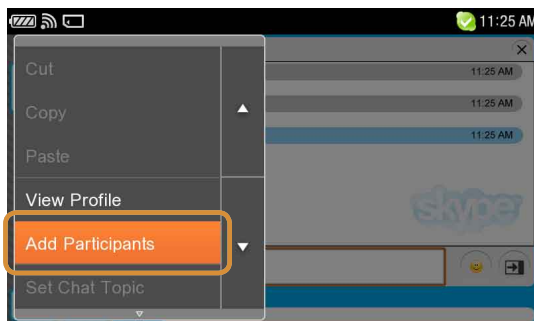 11:25 AM
Cut
11:25 AM
Copy
11:25 AM
Paste
11:25 AM
View Profile
skype
Add Participants
Set Chat Topic